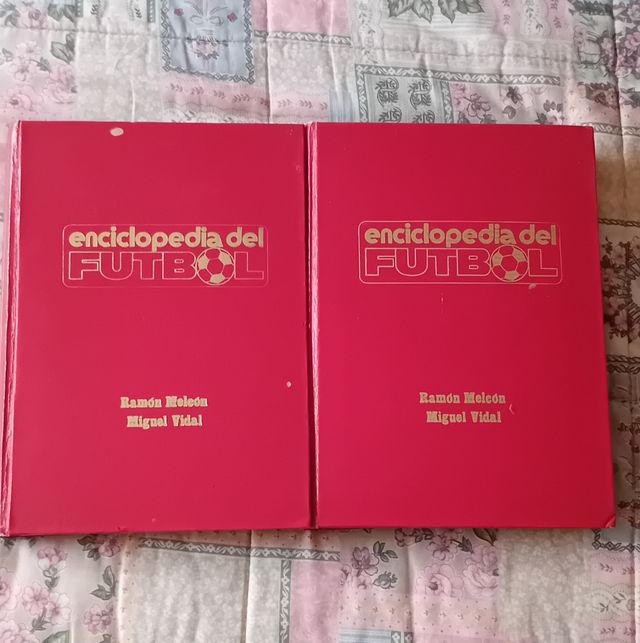 enciclopedia del
FUTBOL
Ramón Melcón
Miguel Vidal
enciclopedia del
FUTBOL
Ramón Melcón
Miguel Vidal